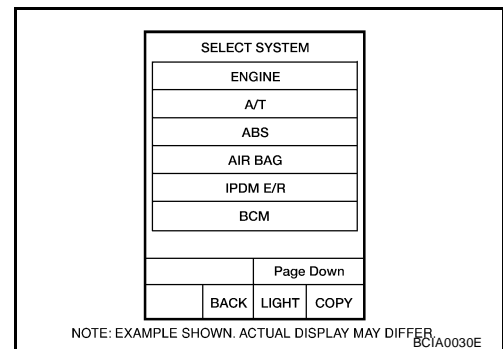 SELECT SYSTEM
ENGINE
A/T
ABS
AIR BAG
IPDM E/R
BCM
Page Down
BACK LIGHT COPY
NOTE: EXAMPLE SHOWN. ACTUAL DISPLAY MAY DIFFER.
BCIA0030E